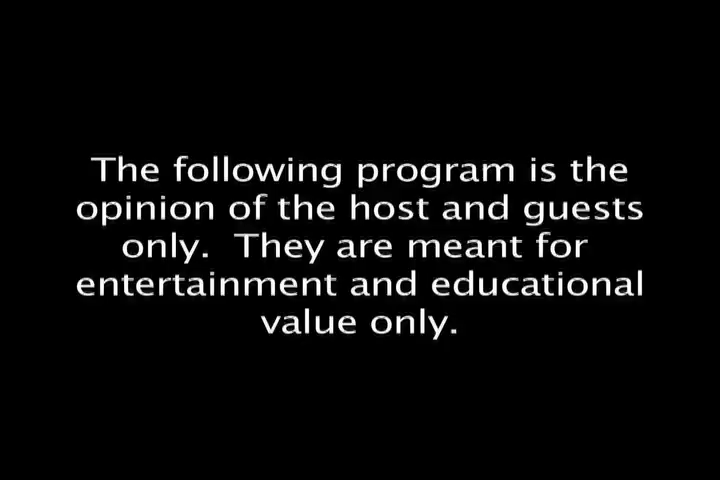 The following program is the
opinion of the host and guests
only.  They are meant for
entertainment and educational
value only.